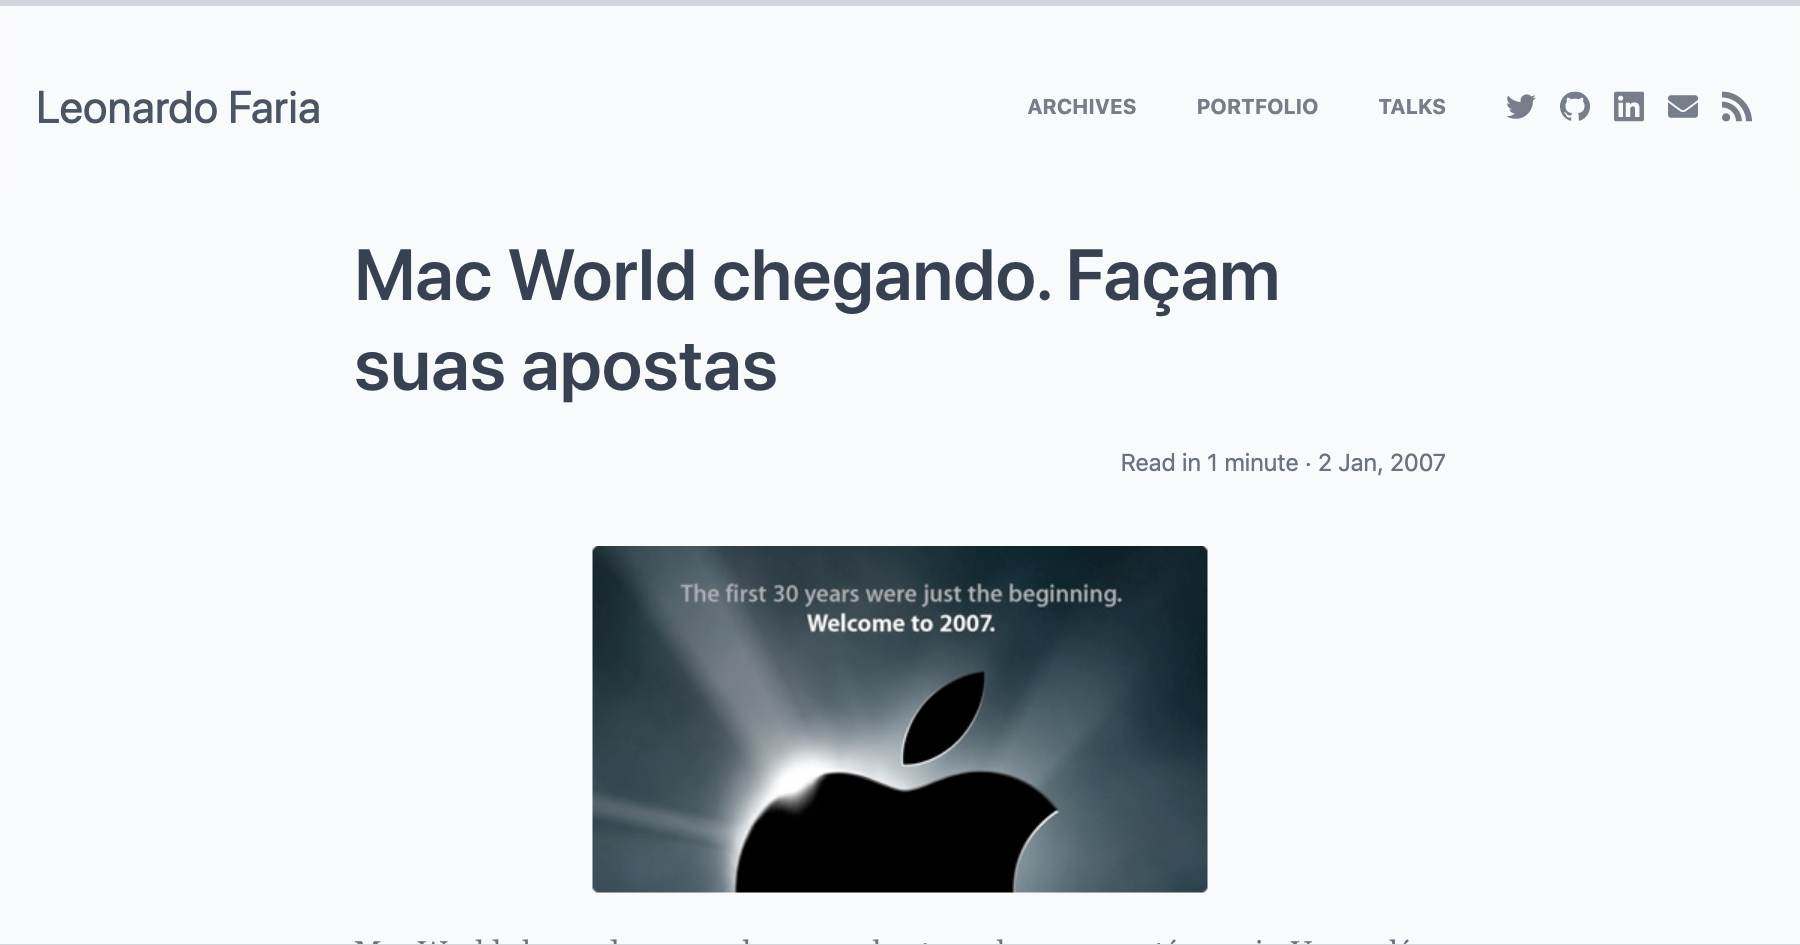 Leonardo Faria
ARCHIVES PORTFOLIO TALKS
Mac World chegando. Façam
suas apostas
Read in 1 minute · 2 Jan, 2007
The first 30 years were just the beginning.
Welcome to 2007.